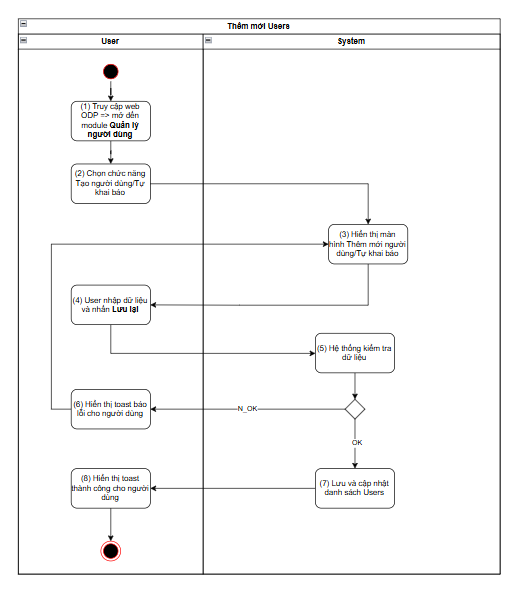 Thêm mới Users
User
System
(1) Truy cập web
ODP => mở đến
module Quản lý
người dùng
(2) Chọn chức năng
Tạo người dùng/Tự
khai báo
(3) Hiển thị màn
hình Thêm mới người
dùng/Tự khai báo
(4) User nhập dữ liệu
và nhấn Lưu lại
(5) Hệ thống kiểm tra
dữ liệu
(6) Hiển thị toast báo
lỗi cho người dùng
N_OK
OK
(8) Hiển thị toast
thành công cho người
dùng
(7) Lưu và cập nhật
danh sách Users